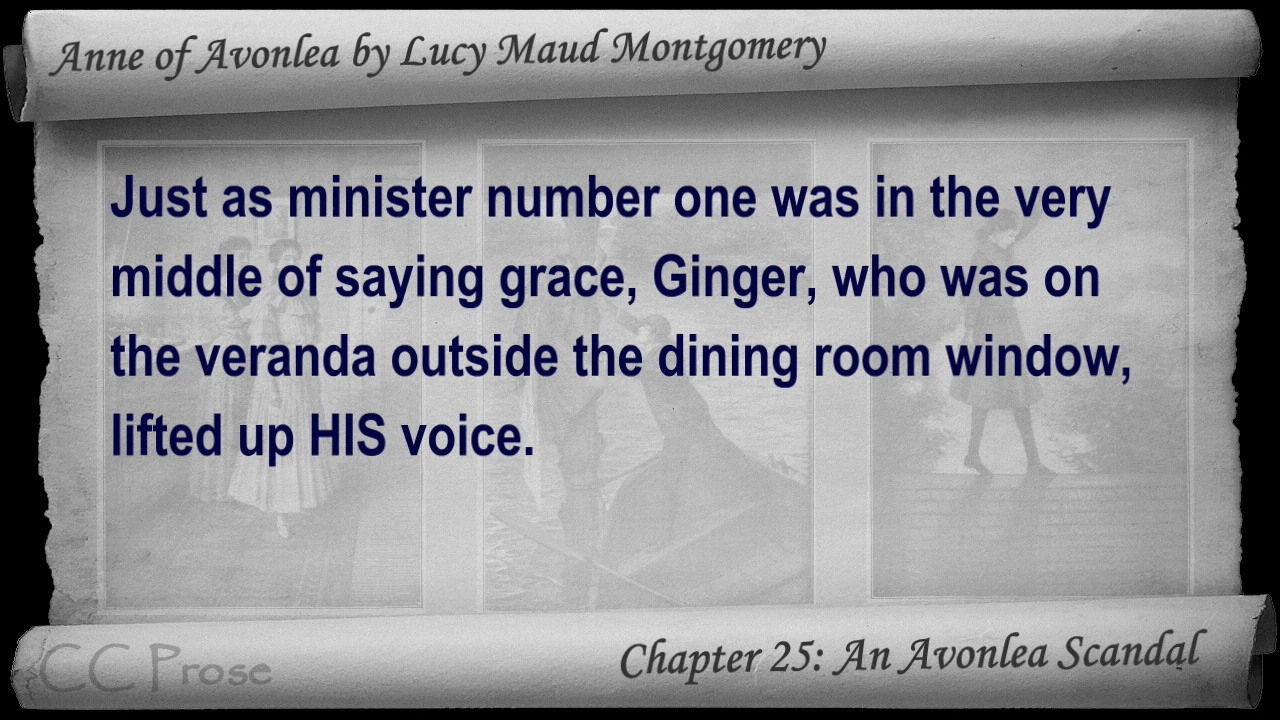 Anne of Avonlea by Lucy Maud Montgomery
Just as minister number one was in the very
middle of saying grace, Ginger, who was on
the veranda outside the dining room window,
lifted up HIS voice.
CC Prose
Chapter 25: An Avonlea Scandal